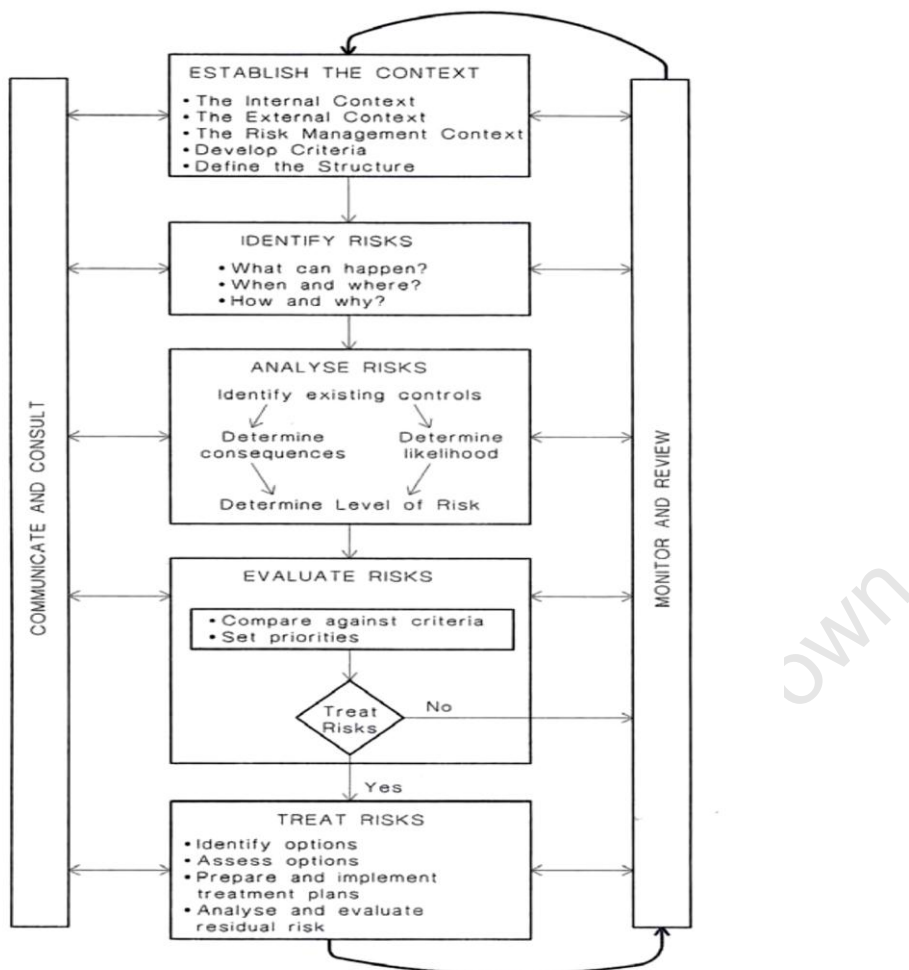 ESTABLISH THE CONTEXT
• The Internal Context
• The External Context
• The Risk Management Context
• Develop Criteria
• Define the Structure
IDENTIFY RISKS
• What can happen?
• When and where?
• How and why?
ANALYSE RISKS
Identify existing controls
Determine
consequences
Determine
likelihood
Determine Level of Risk
EVALUATE RISKS
• Compare against criteria
• Set priorities
Treat
Risks
No
Yes
TREAT RISKS
• Identify options
• Assess options
• Prepare and implement
treatment plans
• Analyse and evaluate
residual risk
COMMUNICATE AND CONSULT
MONITOR AND REVIEW
own